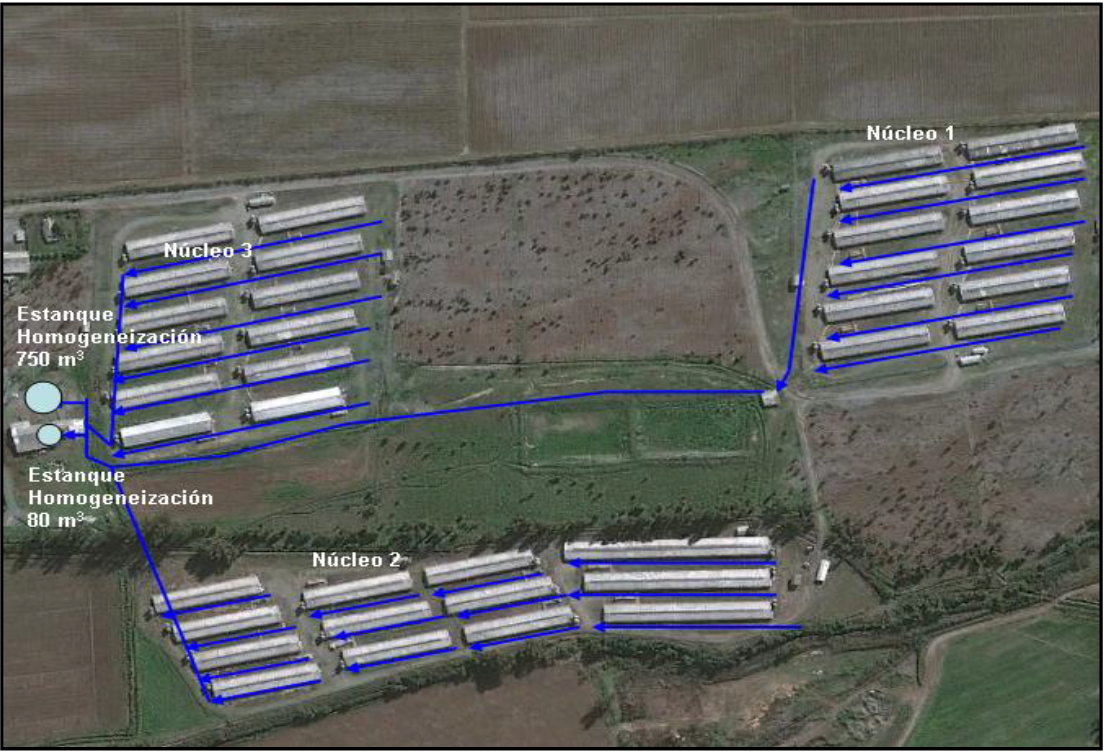 Núcleo 1
Núcleo 3
Estanque
Homogeneización
750 m³
Estanque
Homogeneización
80 m³
Núcleo 2